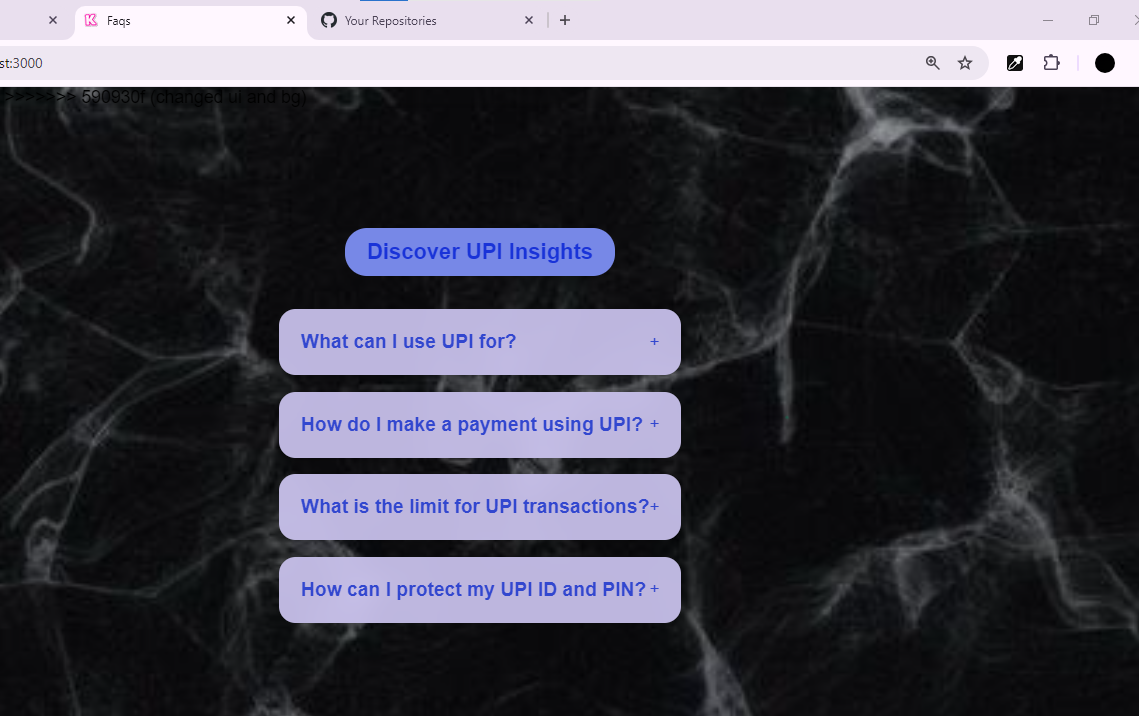 Faqs
Your Repositories
st:3000
>>>>>>> 590930f (changed ui and bg)
Discover UPI Insights
What can I use UPI for? +
How do I make a payment using UPI? +
What is the limit for UPI transactions?+
How can I protect my UPI ID and PIN? +